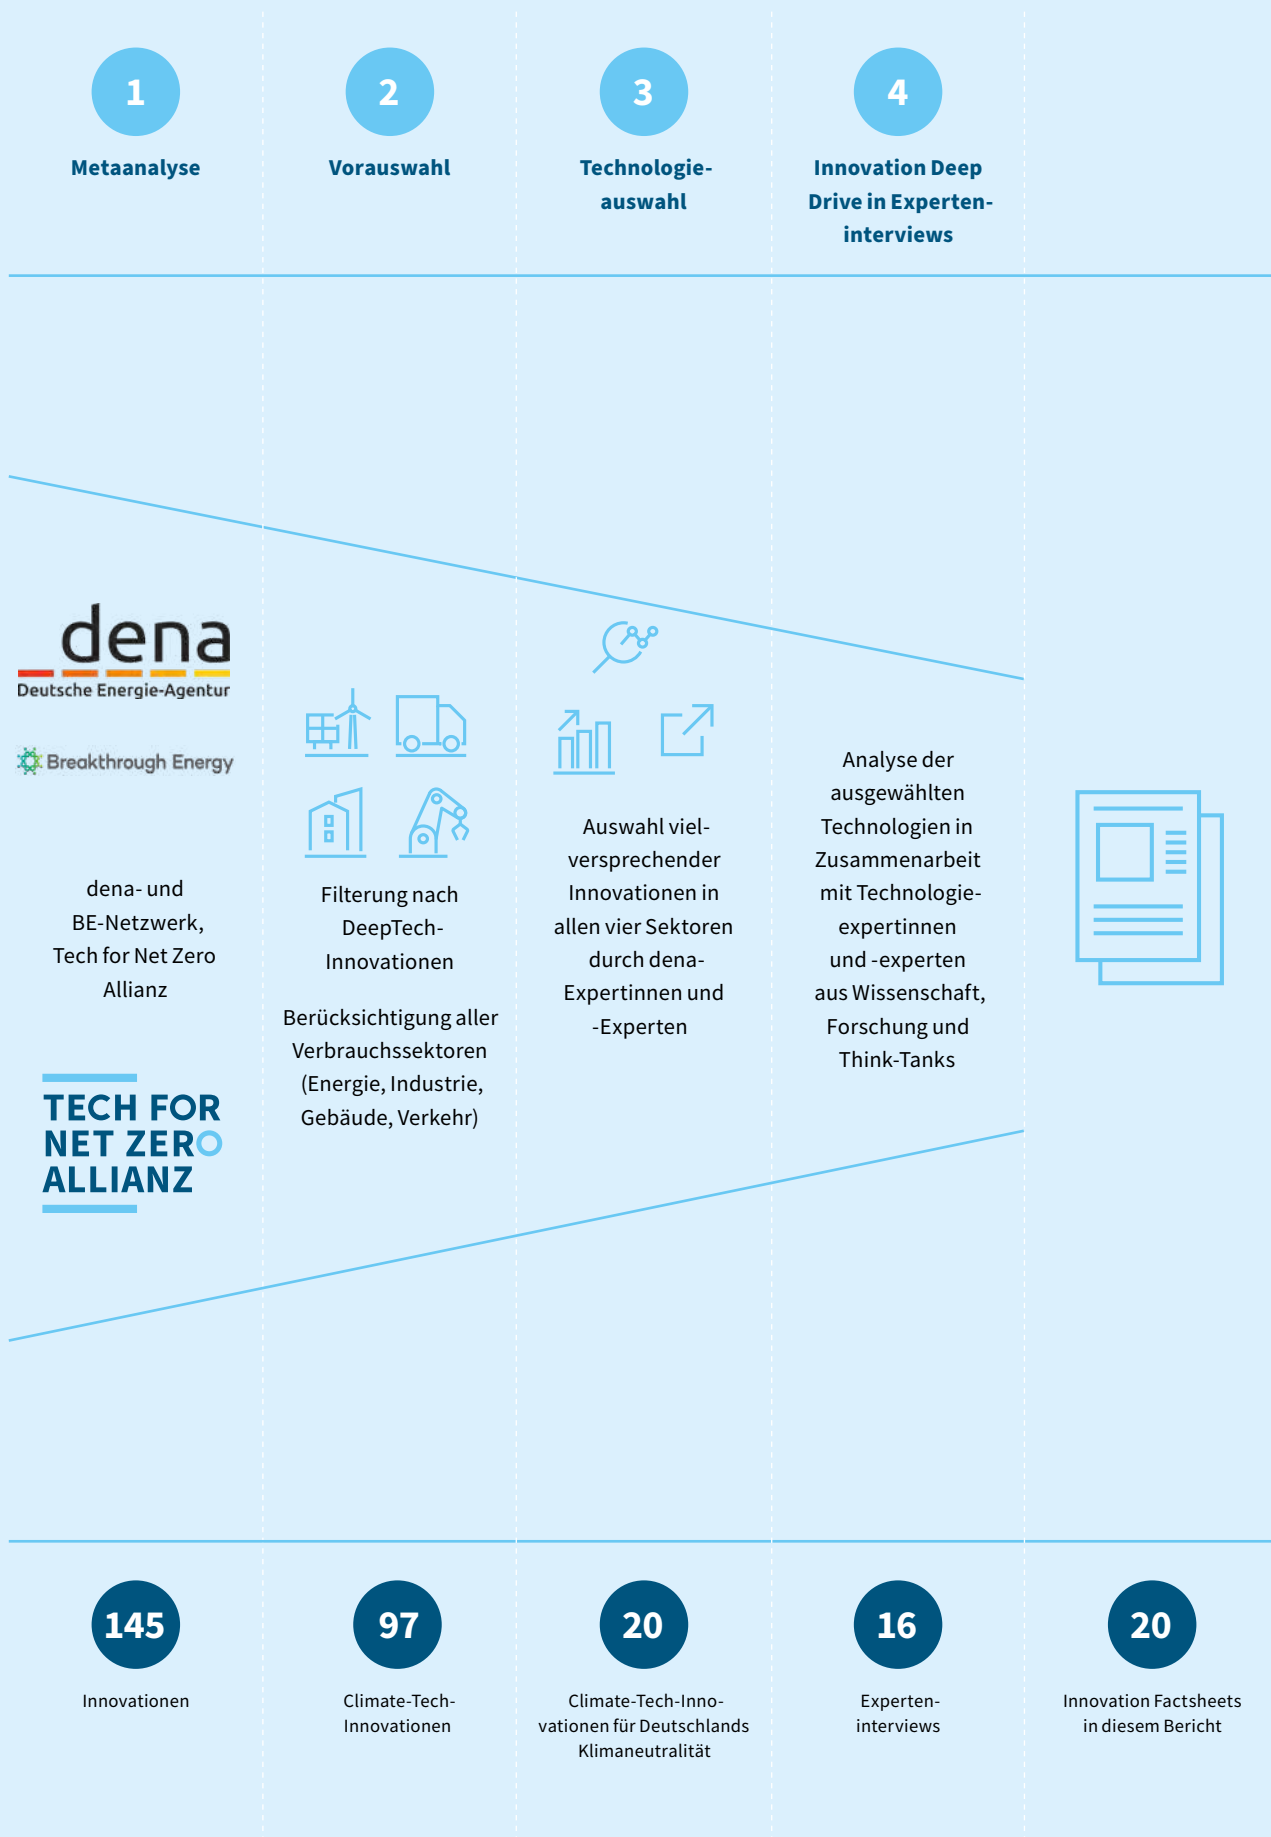 1
Metaanalyse
2
Vorauswahl
3
Technologie-
auswahl
4
Innovation Deep
Drive in Experten-
interviews
dena
Deutsche Energie-Agentur
Breakthrough Energy
dena- und
BE-Netzwerk,
Tech for Net Zero
Allianz
TECH FOR
NET ZERO
ALLIANZ
Filterung nach
DeepTech-
Innovationen
Berücksichtigung aller
Verbrauchssektoren
(Energie, Industrie,
Gebäude, Verkehr)
Auswahl viel-
versprechender
Innovationen in
allen vier Sektoren
durch dena-
Expertinnen und
-Experten
Analyse der
ausgewählten
Technologien in
Zusammenarbeit
mit Technologie-
expertinnen
und -experten
aus Wissenschaft,
Forschung und
Think-Tanks
145
Innovationen
97
Climate-Tech-
Innovationen
20
Climate-Tech-Inno-
vationen für Deutschlands
Klimaneutralität
16
Experten-
interviews
20
Innovation Factsheets
in diesem Bericht